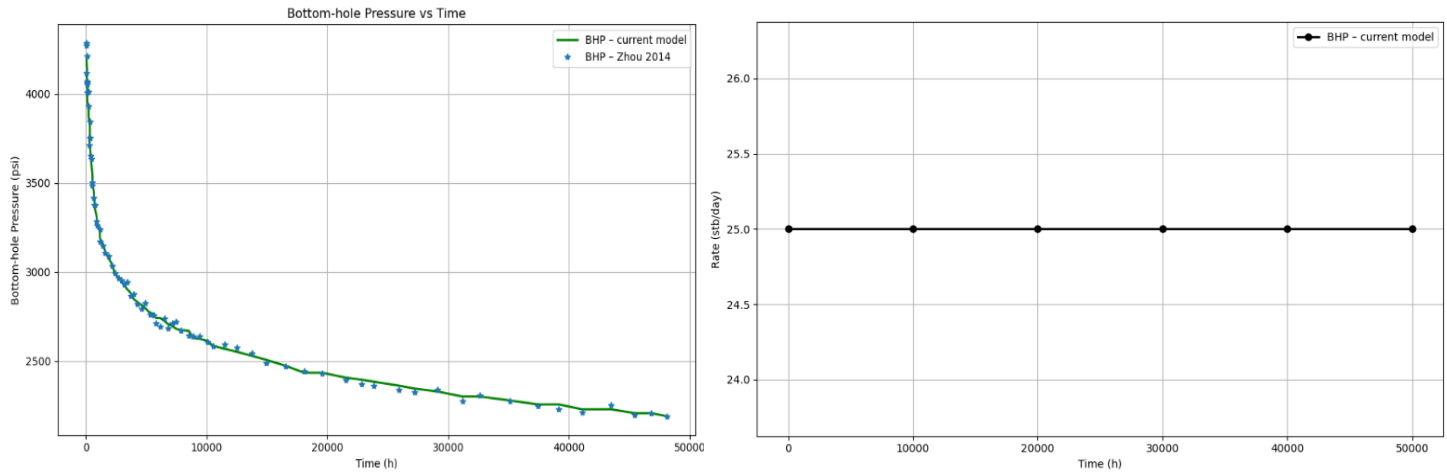 Bottom-hole Pressure vs Time
Bottom-hole Pressure (psi)
4000
3500
3000
2500
BHP – current model
BHP – Zhou 2014
0 10000 20000 30000 40000 50000
Time (h)
Rate (stb/day)
26.0
25.5
25.0
24.5
24.0
BHP – current model
0 10000 20000 30000 40000 50000
Time (h)